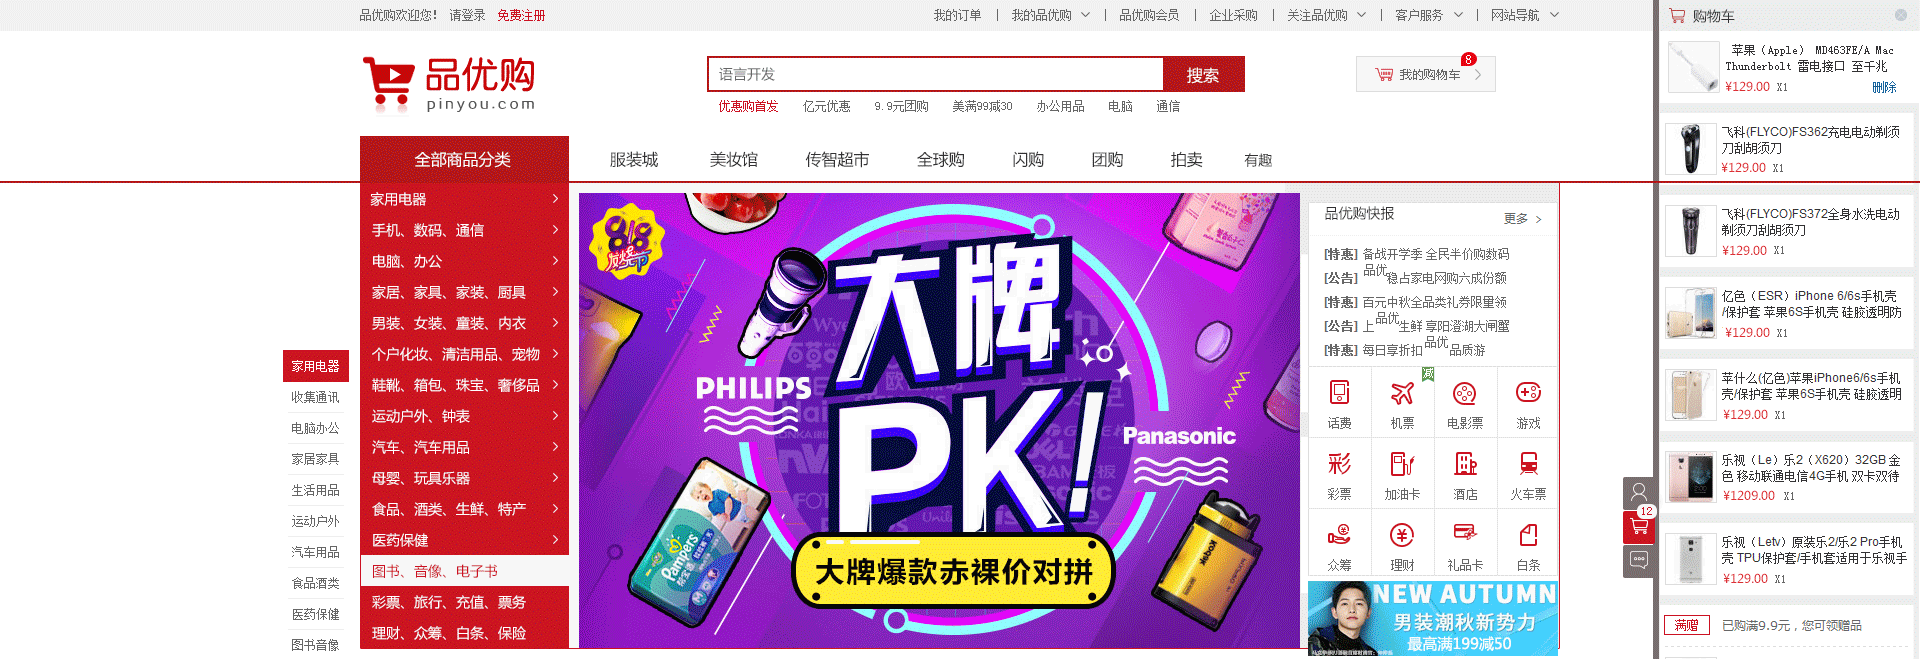 品优购欢迎您! 请登录 免费注册
我的订单 我的品优购 品优购会员 企业采购 关注品优购 客户服务 网站导航
品优购
pinyou.com
语言开发 搜索
优惠购首发 亿元优惠 9.9元团购 美满99减30 办公用品 电脑 通信
8
我的购物车
全部商品分类 服装城 美妆馆 传智超市 全球购 闪购 团购 拍卖 有趣
家用电器
手机、数码、通信
电脑、办公
家居、家具、家装、厨具
男装、女装、童装、内衣
个户化妆、清洁用品、宠物
鞋靴、箱包、珠宝、奢侈品
运动户外、钟表
汽车、汽车用品
母婴、玩具乐器
食品、酒类、生鲜、特产
医药保健
图书、音像、电子书
彩票、旅行、充值、票务
理财、众筹、白条、保险
家用电器
收集通讯
电脑办公
家居家具
生活用品
运动户外
汽车用品
食品酒类
医药保健
图书音像
大牌
PK!
PHILIPS
Panasonic
Pampers
Kodak
大牌爆款赤裸价对拼
品优购快报 更多
[特惠] 备战开学季 全民半价购数码
[公告] 品优稳占家电网购六成份额
[特惠] 百元中秋全品类礼券限量领
[公告] 上品优生鲜 享阳澄湖大闸蟹
[特惠] 每日享折扣品优品质游
减
话费 机票 电影票 游戏
彩票 加油卡 酒店 火车票
众筹 理财 礼品卡 白条
NEW AUTUMN
男装潮秋新势力
最高满199减50
12
购物车
苹果（Apple） MD463FE/A Mac
Thunderbolt 雷电接口 至千兆
¥129.00 X1 删除
飞科(FLYCO)FS362充电电动剃须
刀刮胡须刀
¥129.00 X1
飞科(FLYCO)FS372全身水洗电动
剃须刀刮胡须刀
¥129.00 X1
亿色（ESR）iPhone 6/6s手机壳
/保护套 苹果6S手机壳 硅胶透明防
¥129.00 X1
苹什么(亿色)苹果iPhone6/6s手机
壳/保护套 苹果6S手机壳 硅胶透明
¥129.00 X1
乐视（Le）乐2（X620）32GB 金
色 移动联通电信4G手机 双卡双待
¥1209.00 X1
乐视（Letv）原装乐2/乐2 Pro手机
壳 TPU保护套/手机套适用于乐视手
¥129.00 X1
满赠 已购满9.9元，您可领赠品